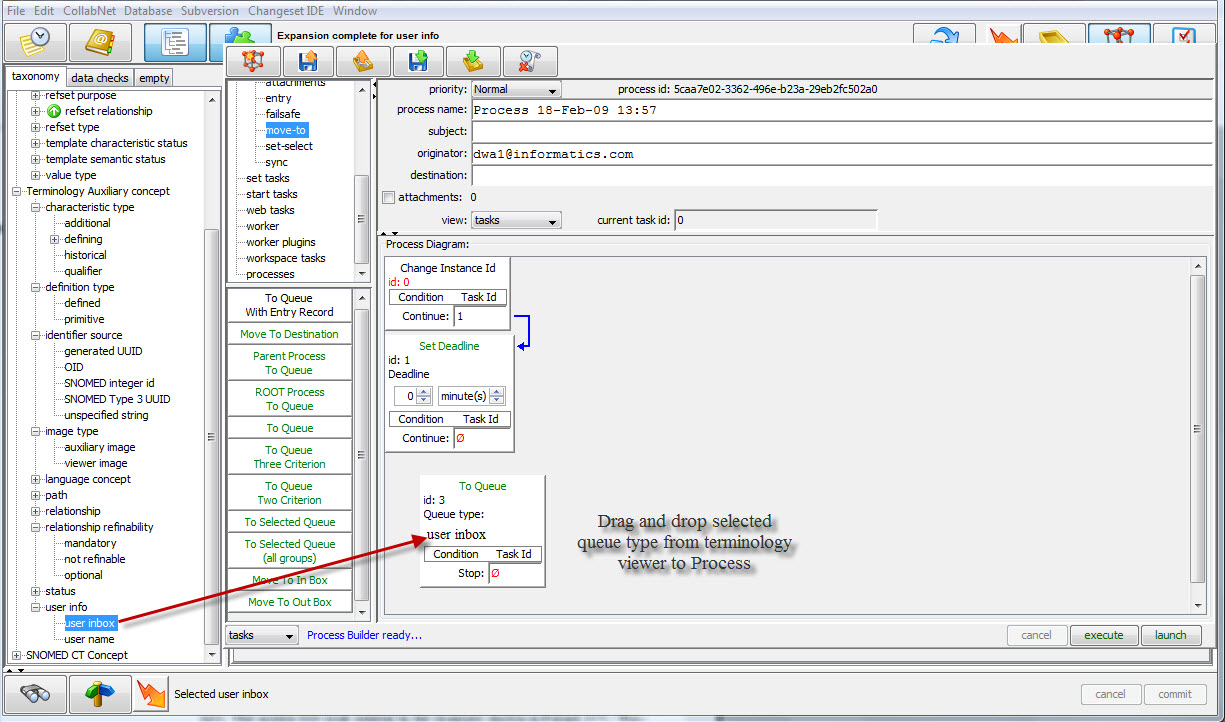 File Edit CollabNet Database Subversion Changeset IDE Window
Expansion complete for user info
taxonomy data checks empty
refset purpose
refset relationship
refset type
template characteristic status
template semantic status
value type
Terminology Auxiliary concept
characteristic type
additional
defining
historical
qualifier
definition type
defined
primitive
identifier source
generated UUID
OID
SNOMED integer id
SNOMED Type 3 UUID
unspecified string
image type
auxiliary image
viewer image
language concept
path
relationship
relationship refinability
mandatory
not refinable
optional
status
user info
user inbox
user name
SNOMED CT Concept
attachments
entry
failsafe
move-to
set-select
sync
set tasks
start tasks
web tasks
worker
worker plugins
workspace tasks
processes
To Queue
With Entry Record
Move To Destination
Parent Process
To Queue
ROOT Process
To Queue
To Queue
To Queue
Three Criterion
To Queue
Two Criterion
To Selected Queue
To Selected Queue
(all groups)
Move To In Box
Move To Out Box
priority: Normal process id: 5caa7e02-3362-496e-b23a-29eb2fc502a0
process name: Process 18-Feb-09 13:57
subject:
originator: dwa1@informatics.com
destination:
attachments: 0
view: tasks current task id: 0
Process Diagram:
Change Instance Id
id: 0
Condition Task Id
Continue: 1
Set Deadline
id: 1
Deadline
0 minute(s)
Condition Task Id
Continue: Ø
To Queue
id: 3
Queue type:
user inbox
Condition Task Id
Stop: Ø
Drag and drop selected
queue type from terminology
viewer to Process
tasks Process Builder ready... cancel execute launch
Selected user inbox cancel commit